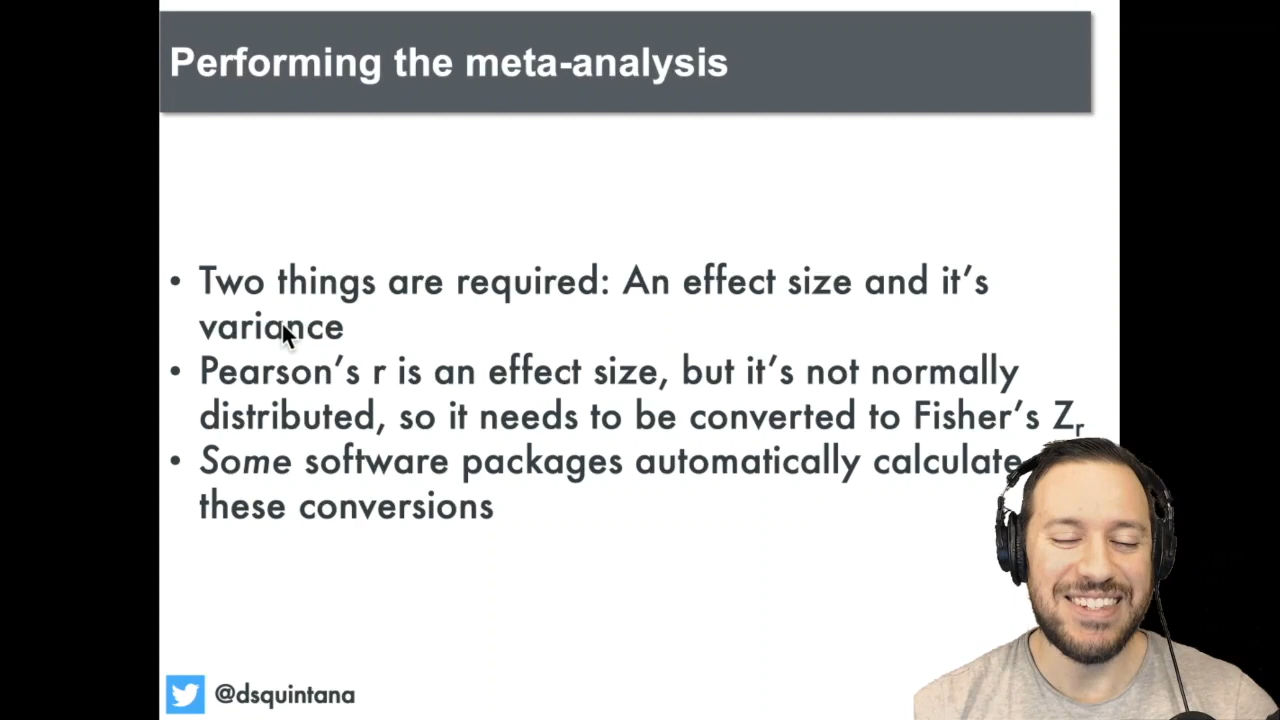 Performing the meta-analysis
• Two things are required: An effect size and it’s
variance
• Pearson’s r is an effect size, but it’s not normally
distributed, so it needs to be converted to Fisher’s Zr
• Some software packages automatically calculate
these conversions
@dsquintana